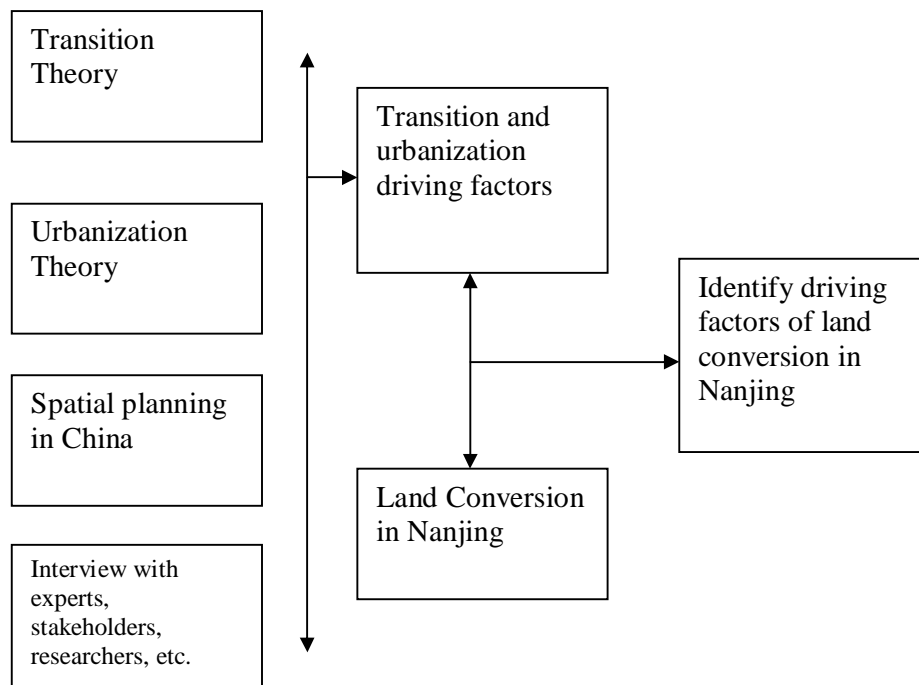 Transition
Theory
Urbanization
Theory
Spatial planning
in China
Interview with
experts,
stakeholders,
researchers, etc.
Transition and
urbanization
driving factors
Land Conversion
in Nanjing
Identify driving
factors of land
conversion in
Nanjing